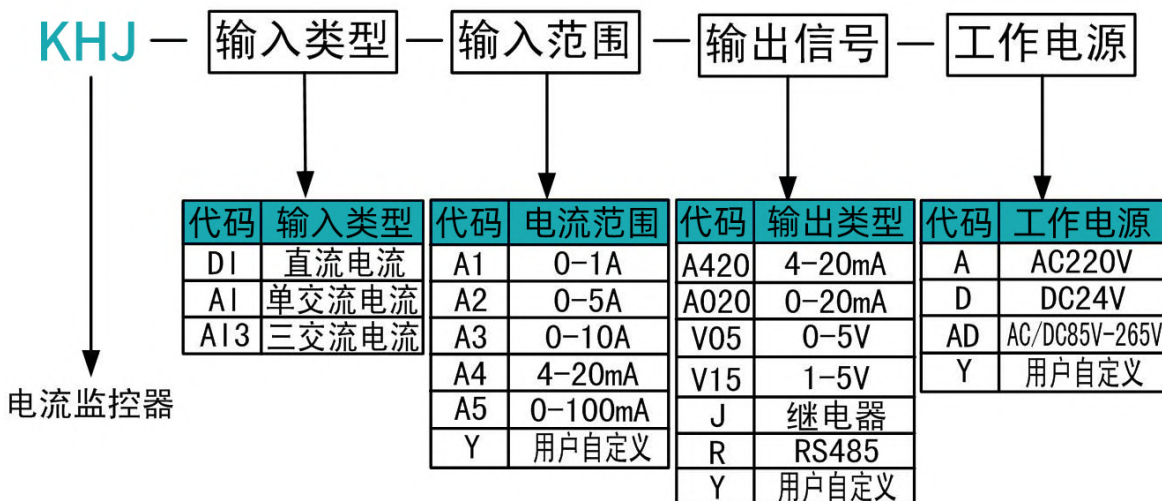 KHJ — 输入类型 — 输入范围 — 输出信号 — 工作电源
代码 输入类型
DI 直流电流
AI 单交流电流
AI3 三交流电流
代码 电流范围
A1 0-1A
A2 0-5A
A3 0-10A
A4 4-20mA
A5 0-100mA
Y 用户自定义
代码 输出类型
A420 4-20mA
A020 0-20mA
V05 0-5V
V15 1-5V
J 继电器
R RS485
Y 用户自定义
代码 工作电源
A AC220V
D DC24V
AD AC/DC85V-265V
Y 用户自定义
电流监控器